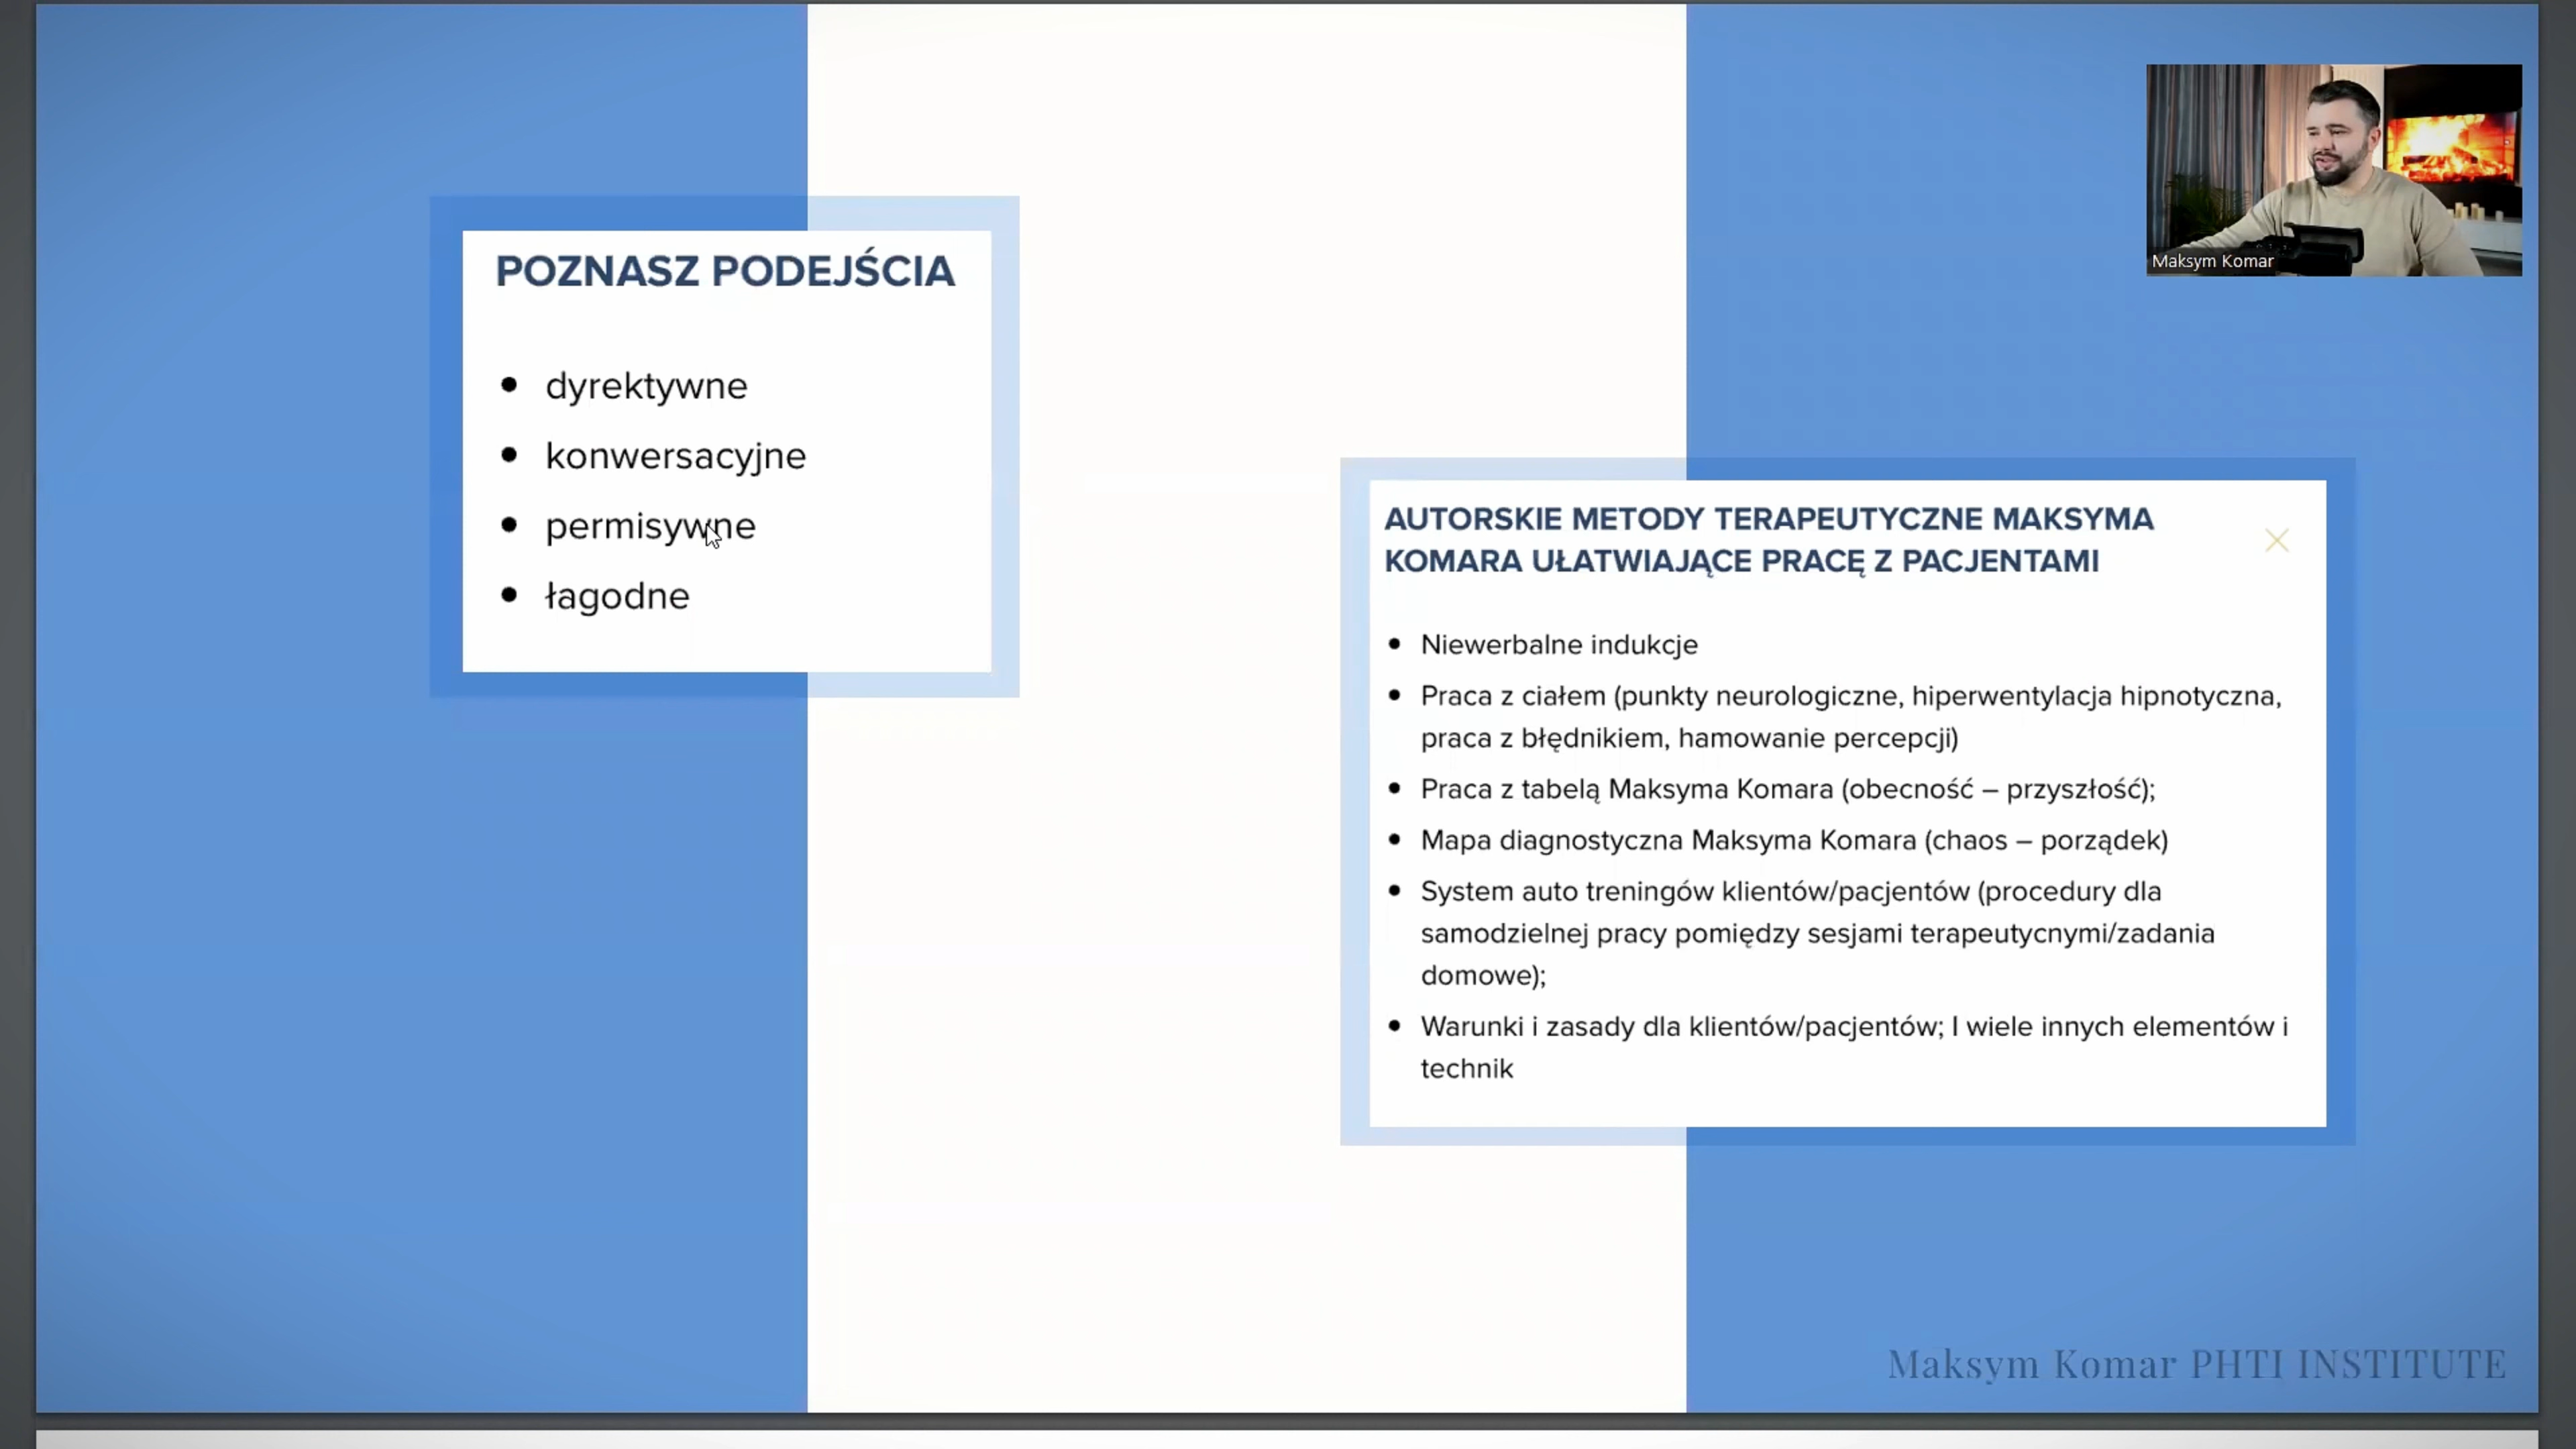 POZNASZ PODEJŚCIA
• dyrektywne
• konwersacyjne
• permisywne
• łagodne
Maksym Komar
AUTORSKIE METODY TERAPEUTYCZNE MAKSYMA
KOMARA UŁATWIAJĄCE PRACĘ Z PACJENTAMI
• Niewerbalne indukcje
• Praca z ciałem (punkty neurologiczne, hiperwentylacja hipnotyczna,
praca z błędnikiem, hamowanie percepcji)
• Praca z tabelą Maksyma Komara (obecność – przyszłość);
• Mapa diagnostyczna Maksyma Komara (chaos – porządek)
• System auto treningów klientów/pacjentów (procedury dla
samodzielnej pracy pomiędzy sesjami terapeutycnymi/zadania
domowe);
• Warunki i zasady dla klientów/pacjentów; I wiele innych elementów i
technik
Maksym Komar PHTI INSTITUTE